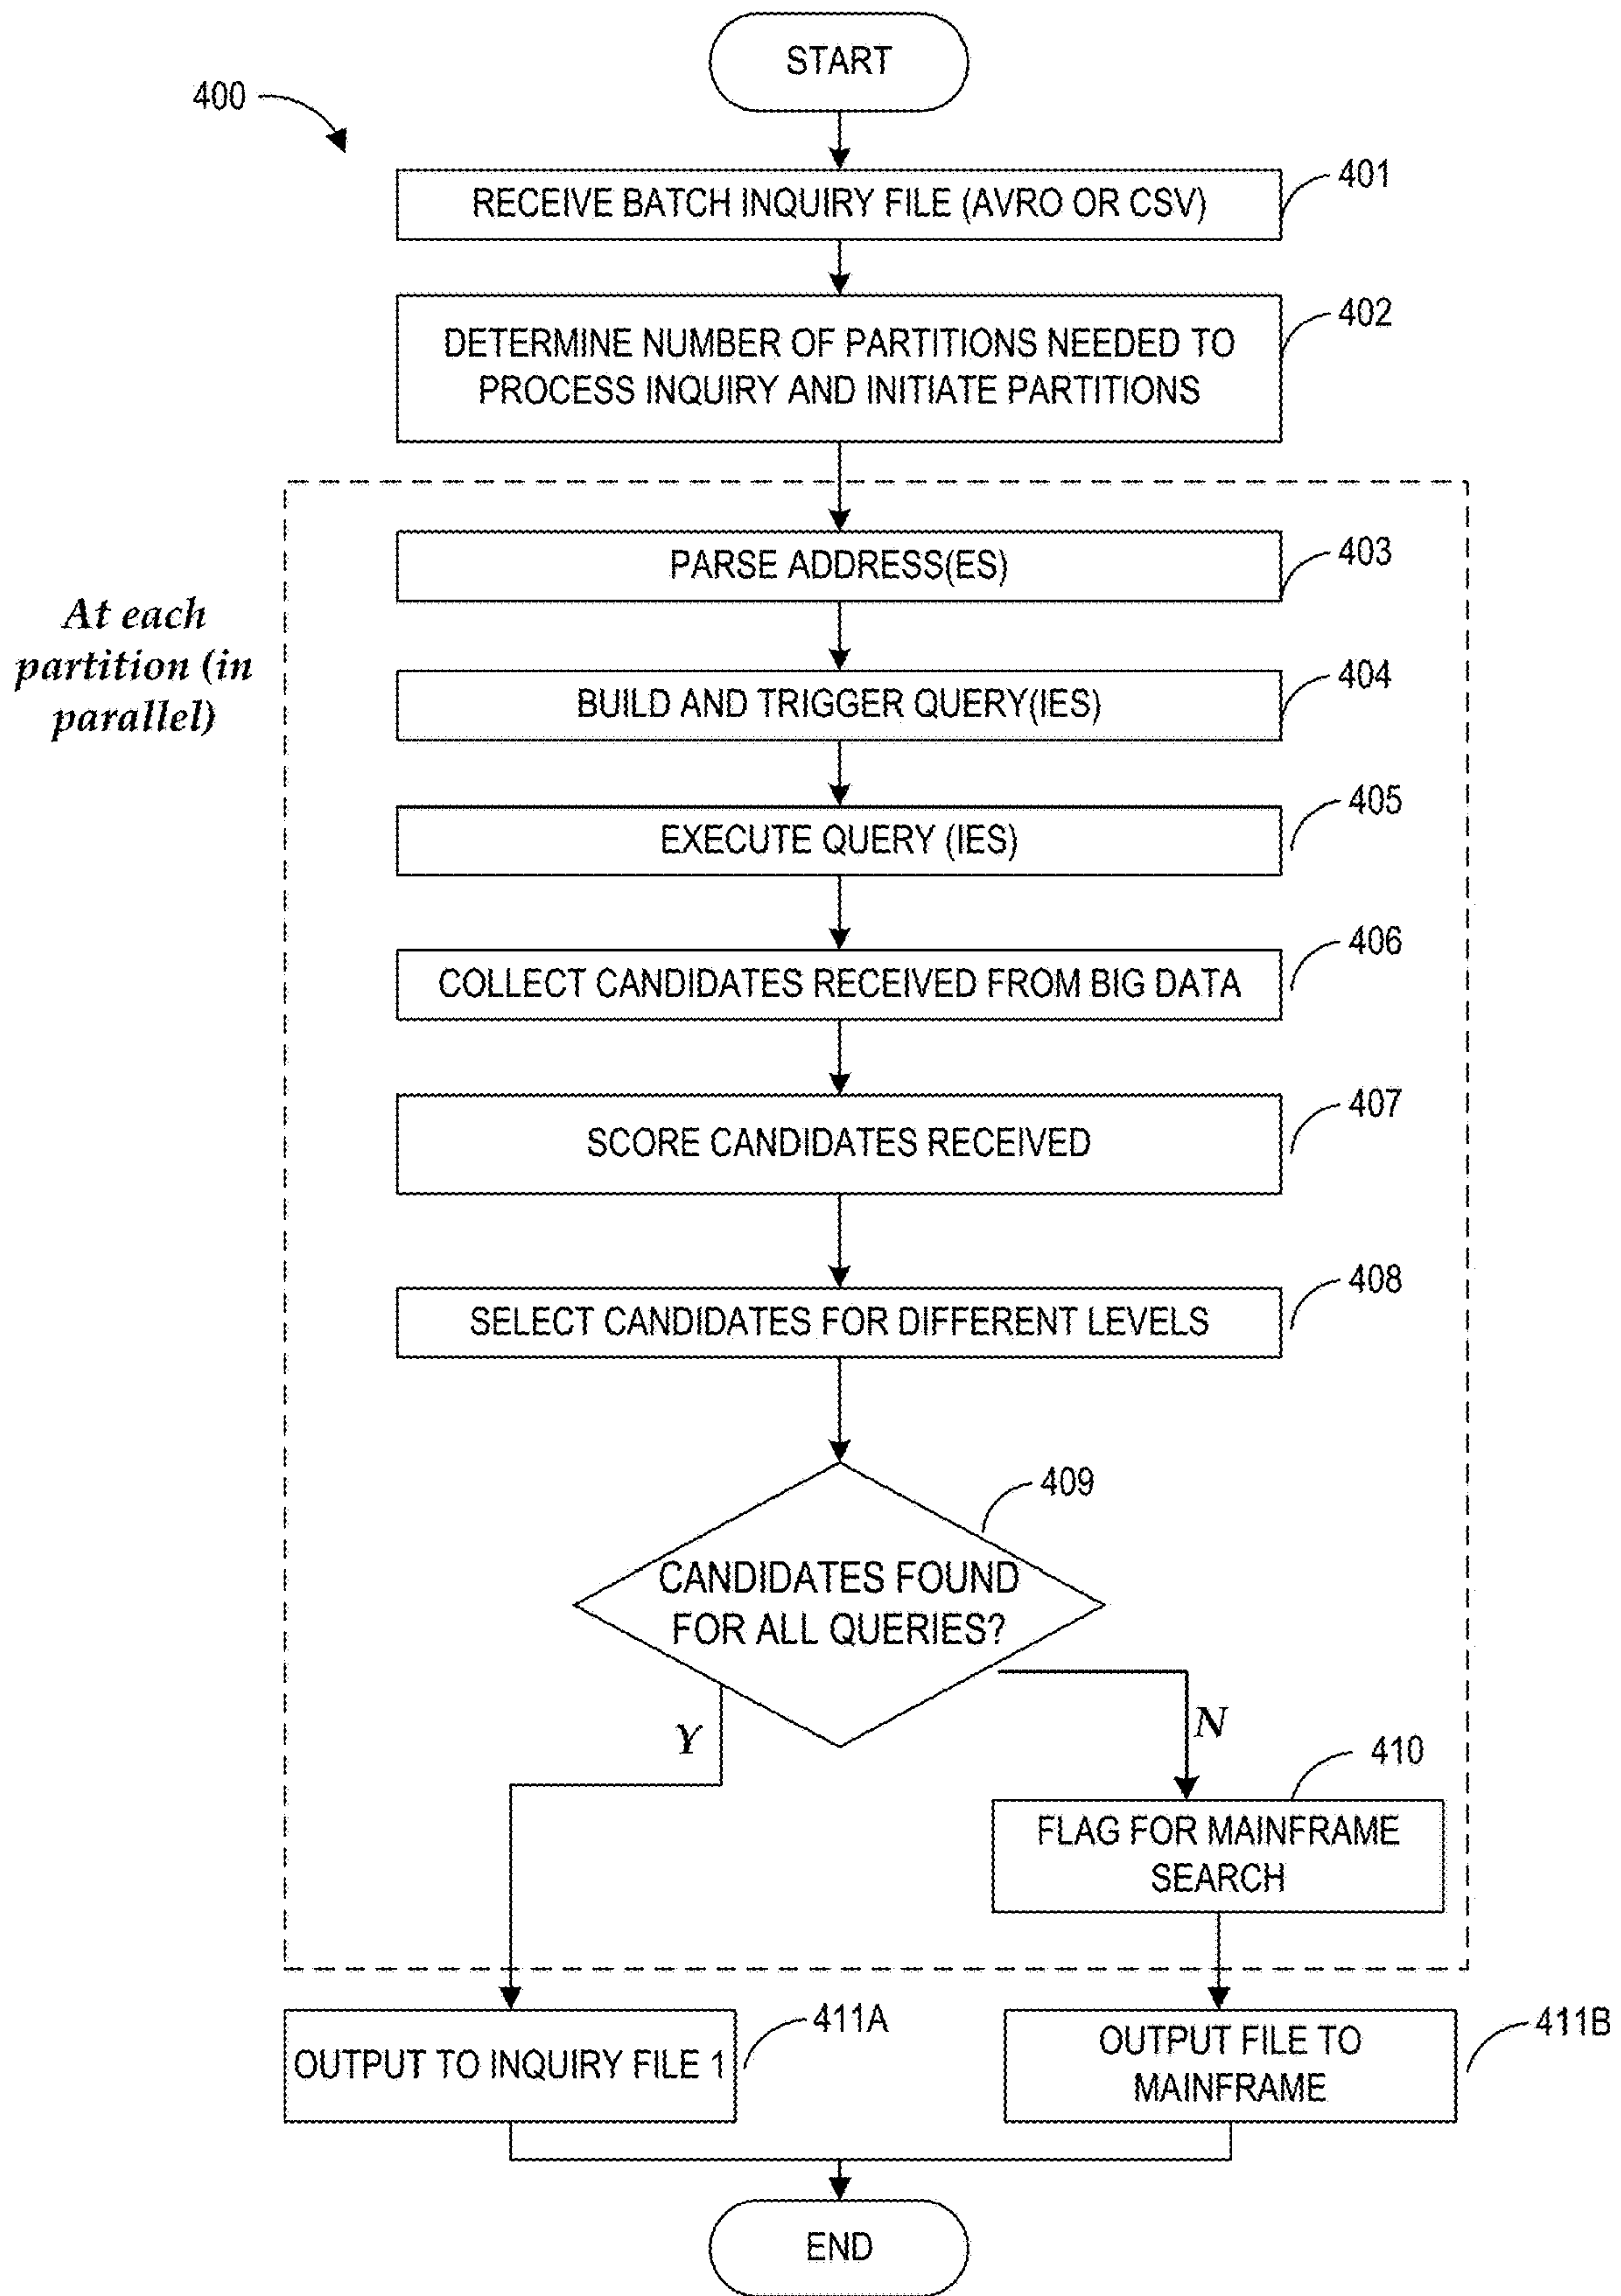 START
400
RECEIVE BATCH INQUIRY FILE (AVRO OR CSV)
401
DETERMINE NUMBER OF PARTITIONS NEEDED TO
PROCESS INQUIRY AND INITIATE PARTITIONS
402
At each
partition (in
parallel)
PARSE ADDRESS(ES)
403
BUILD AND TRIGGER QUERY(IES)
404
EXECUTE QUERY (IES)
405
COLLECT CANDIDATES RECEIVED FROM BIG DATA
406
SCORE CANDIDATES RECEIVED
407
SELECT CANDIDATES FOR DIFFERENT LEVELS
408
CANDIDATES FOUND
FOR ALL QUERIES?
409
Y
N
FLAG FOR MAINFRAME
SEARCH
410
OUTPUT TO INQUIRY FILE 1
411A
OUTPUT FILE TO
MAINFRAME
411B
END